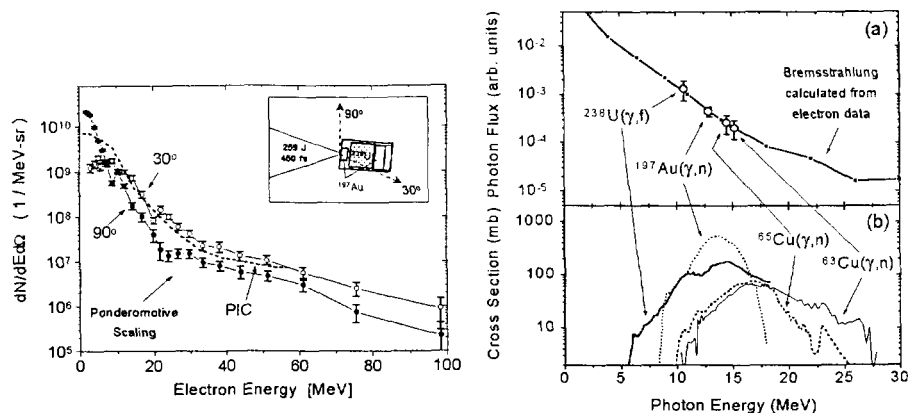 dN/dEdΩ ( 1 / MeV-sr )
10¹⁰
10⁹
10⁸
10⁷
10⁶
10⁵
0
20
40
60
80
100
Electron Energy [MeV]
30°
90°
Ponderomotive
Scaling
PIC
90°
450 fs
¹⁹⁷Au
30°
(a)
Photon Flux (arb. units)
10⁻²
10⁻³
10⁻⁴
10⁻⁵
Bremsstrahlung
calculated from
electron data
²³⁸U(γ,f)
¹⁹⁷Au(γ,n)
(b)
Cross Section (mb)
1000
100
10
⁶⁵Cu(γ,n)
⁶³Cu(γ,n)
0
5
10
15
20
25
30
Photon Energy (MeV)